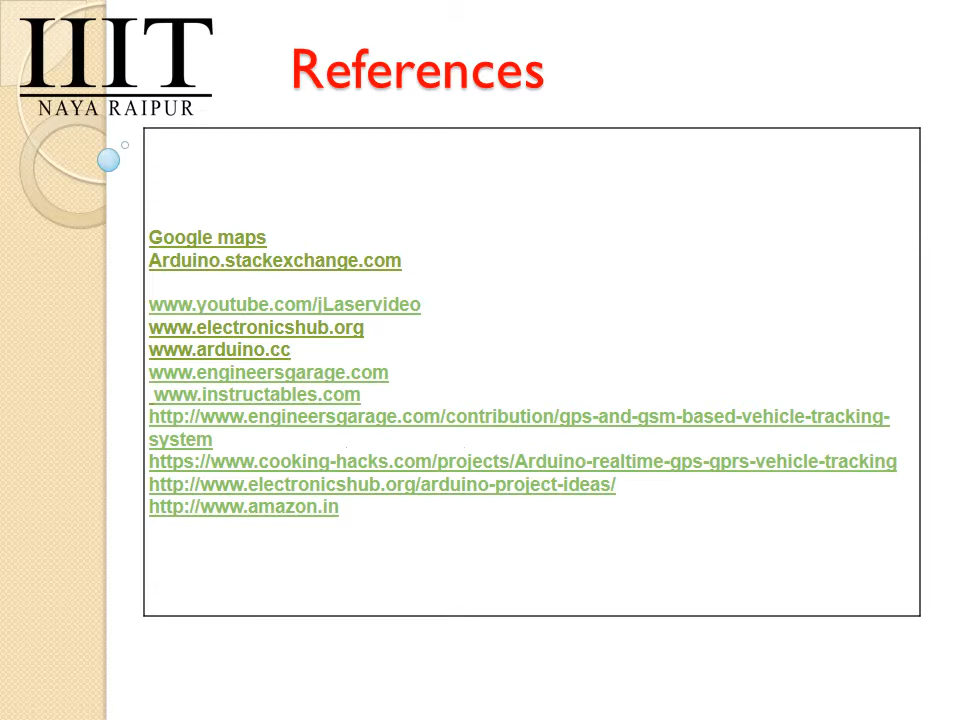 IIIT
NAYA RAIPUR
References
Google maps
Arduino.stackexchange.com
www.youtube.com/jLaservideo
www.electronicshub.org
www.arduino.cc
www.engineersgarage.com
www.instructables.com
http://www.engineersgarage.com/contribution/gps-and-gsm-based-vehicle-tracking-
system
https://www.cooking-hacks.com/projects/Arduino-realtime-gps-gprs-vehicle-tracking
http://www.electronicshub.org/arduino-project-ideas/
http://www.amazon.in